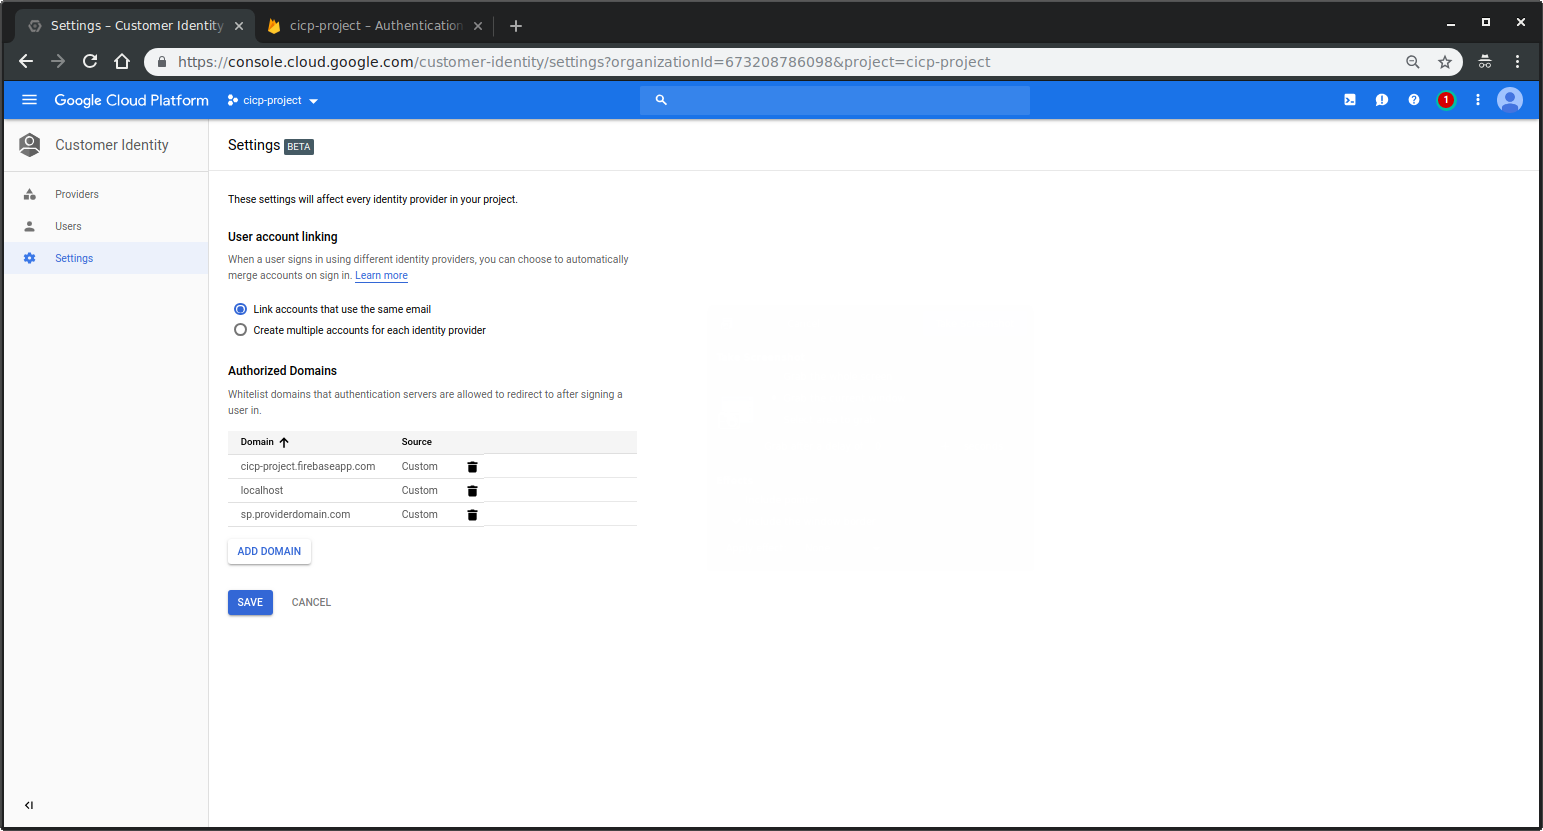 Settings – Customer Identity
cicp-project – Authentication
https://console.cloud.google.com/customer-identity/settings?organizationId=673208786098&project=cicp-project
Google Cloud Platform
cicp-project
1
Customer Identity
Settings BETA
Providers
Users
Settings
These settings will affect every identity provider in your project.
User account linking
When a user signs in using different identity providers, you can choose to automatically
merge accounts on sign in. Learn more
Link accounts that use the same email
Create multiple accounts for each identity provider
Authorized Domains
Whitelist domains that authentication servers are allowed to redirect to after signing a
user in.
Domain Source
cicp-project.firebaseapp.com Custom
localhost Custom
sp.providerdomain.com Custom
ADD DOMAIN
SAVE CANCEL